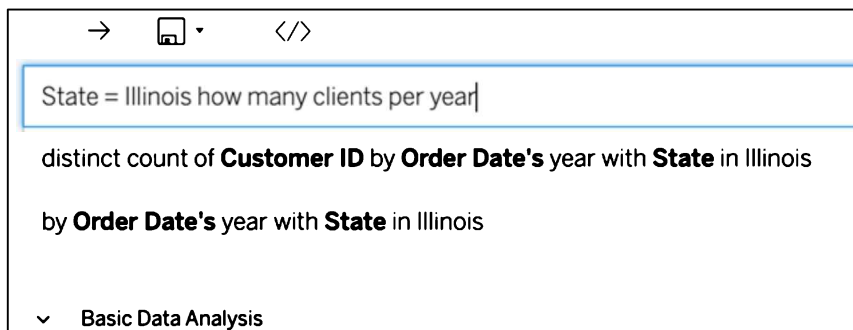 </>
State = Illinois how many clients per year
distinct count of Customer ID by Order Date's year with State in Illinois
by Order Date's year with State in Illinois
Basic Data Analysis